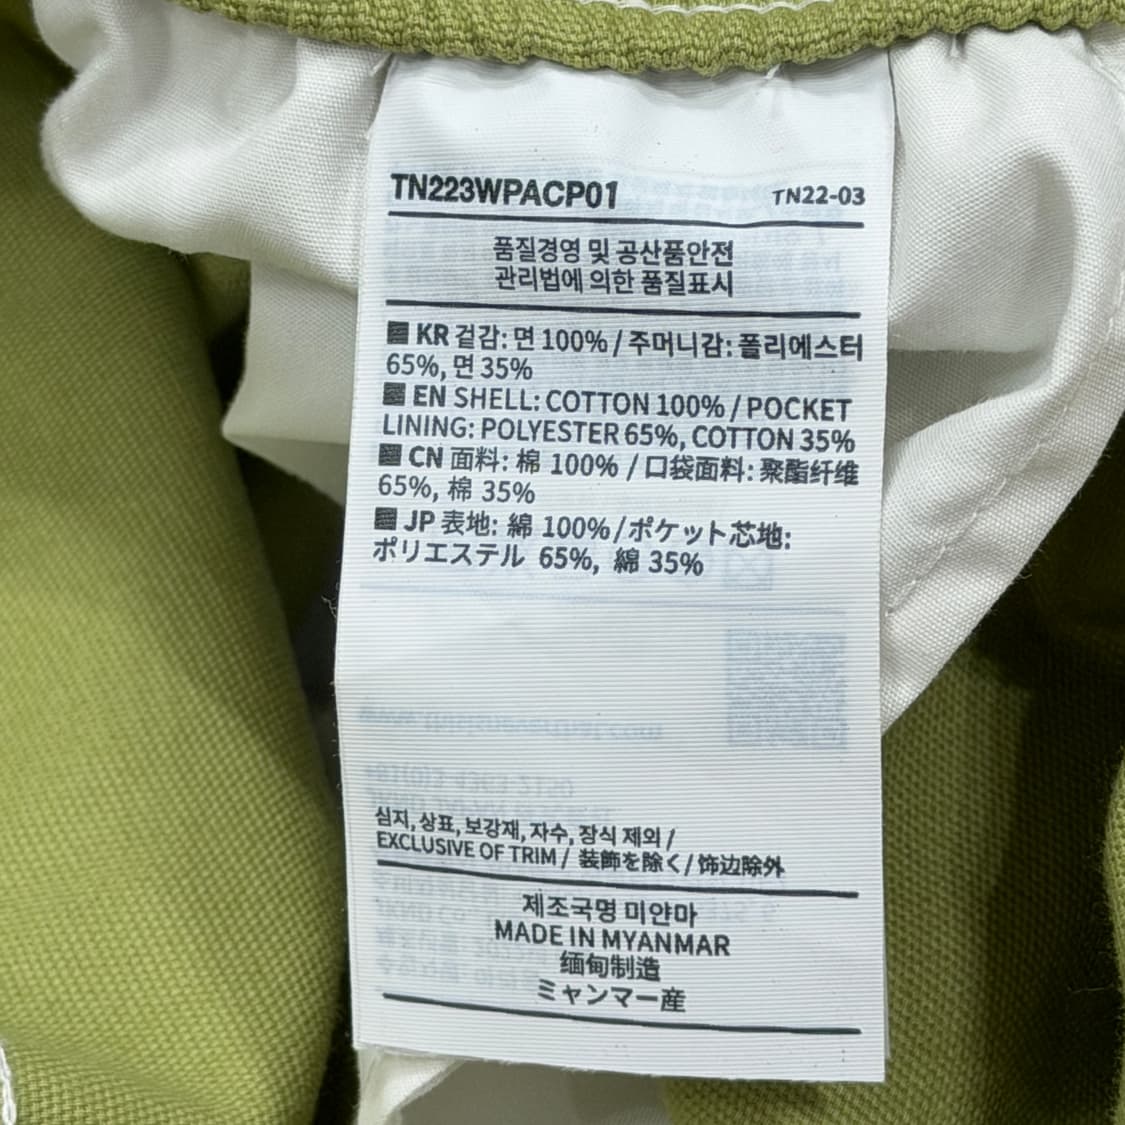 TN223WPACP01
TN22-03
품질경영 및 공산품안전
관리법에 의한 품질표시
KR 겉감: 면 100% / 주머니감: 폴리에스터
65%, 면 35%
EN SHELL: COTTON 100% / POCKET
LINING: POLYESTER 65%, COTTON 35%
CN 面料: 棉 100% / 口袋面料: 聚酯纤维
65%, 棉 35%
JP 表地: 綿 100% / ポケット芯地:
ポリエステル 65%, 綿 35%
www.thisisneverthat.com
심지, 상표, 보강재, 자수, 장식 제외 /
EXCLUSIVE OF TRIM / 装飾を除く / 饰边除外
제조국명 미얀마
MADE IN MYANMAR
缅甸制造
ミャンマー産